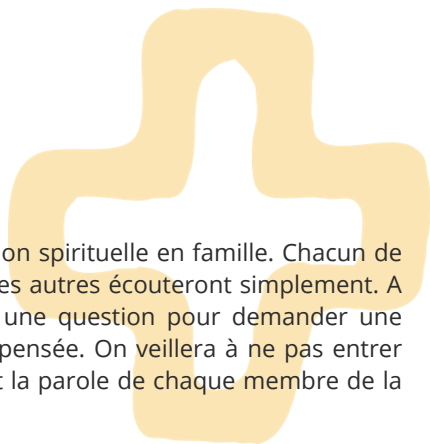 on spirituelle en famille. Chacun de
es autres écouteront simplement. A
une question pour demander une
pensée. On veillera à ne pas entrer
t la parole de chaque membre de la